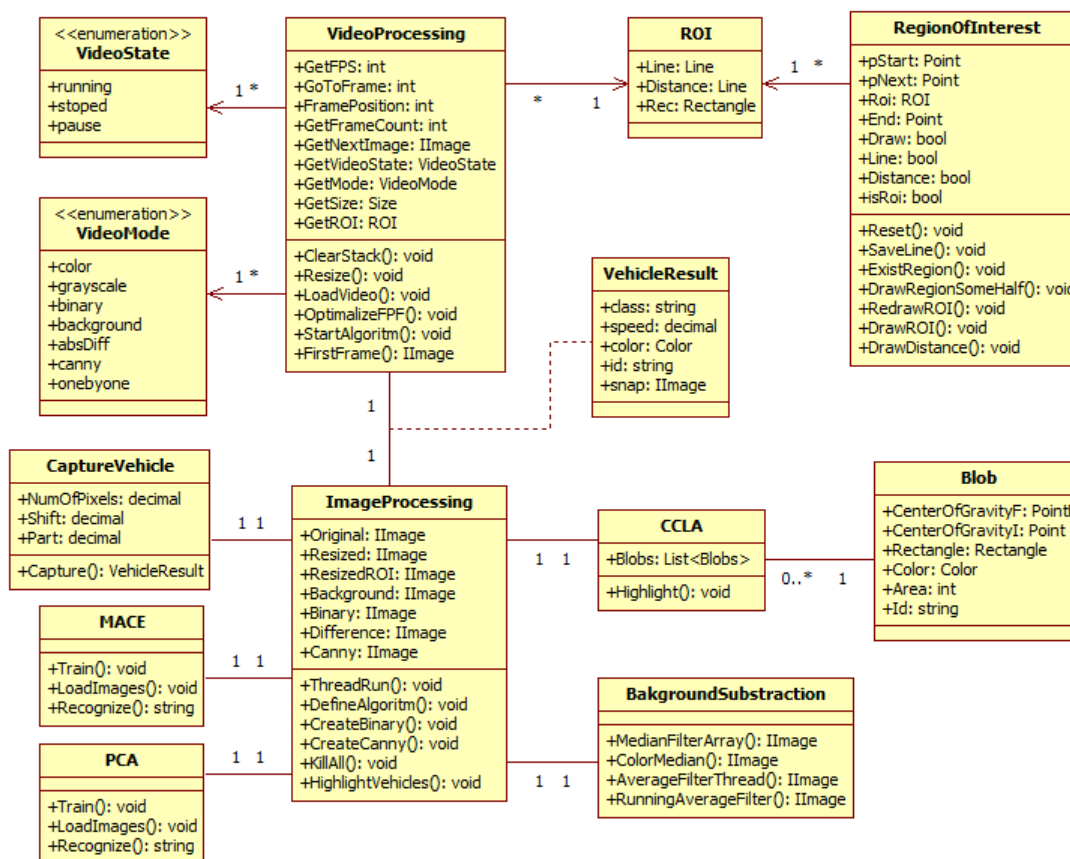 <<enumeration>>
VideoState
+running
+stoped
+pause
1 *
VideoProcessing
+GetFPS: int
+GoToFrame: int
+FramePosition: int
+GetFrameCount: int
+GetNextImage: IImage
+GetVideoState: VideoState
+GetMode: VideoMode
+GetSize: Size
+GetROI: ROI
+ClearStack(): void
+Resize(): void
+LoadVideo(): void
+OptimalizeFPF(): void
+StartAlgoritm(): void
+FirstFrame(): IImage
* 1
ROI
+Line: Line
+Distance: Line
+Rec: Rectangle
1 *
RegionOfInterest
+pStart: Point
+pNext: Point
+Roi: ROI
+End: Point
+Draw: bool
+Line: bool
+Distance: bool
+isRoi: bool
+Reset(): void
+SaveLine(): void
+ExistRegion(): void
+DrawRegionSomeHalf(): void
+RedrawROI(): void
+DrawROI(): void
+DrawDistance(): void
<<enumeration>>
VideoMode
+color
+grayscale
+binary
+background
+absDiff
+canny
+onebyone
1 *
VehicleResult
+class: string
+speed: decimal
+color: Color
+id: string
+snap: IImage
1
1
CaptureVehicle
+NumOfPixels: decimal
+Shift: decimal
+Part: decimal
+Capture(): VehicleResult
1 1
ImageProcessing
+Original: IImage
+Resized: IImage
+ResizedROI: IImage
+Background: IImage
+Binary: IImage
+Difference: IImage
+Canny: IImage
+ThreadRun(): void
+DefineAlgoritm(): void
+CreateBinary(): void
+CreateCanny(): void
+KillAll(): void
+HighlightVehicles(): void
1 1
CCLA
+Blobs: List<Blobs>
+Highlight(): void
0..* 1
Blob
+CenterOfGravityF: PointF
+CenterOfGravityI: Point
+Rectangle: Rectangle
+Color: Color
+Area: int
+Id: string
MACE
+Train(): void
+LoadImages(): void
+Recognize(): string
1 1
PCA
+Train(): void
+LoadImages(): void
+Recognize(): string
1 1
BakgroundSubstraction
+MedianFilterArray(): IImage
+ColorMedian(): IImage
+AverageFilterThread(): IImage
+RunningAverageFilter(): IImage
1 1